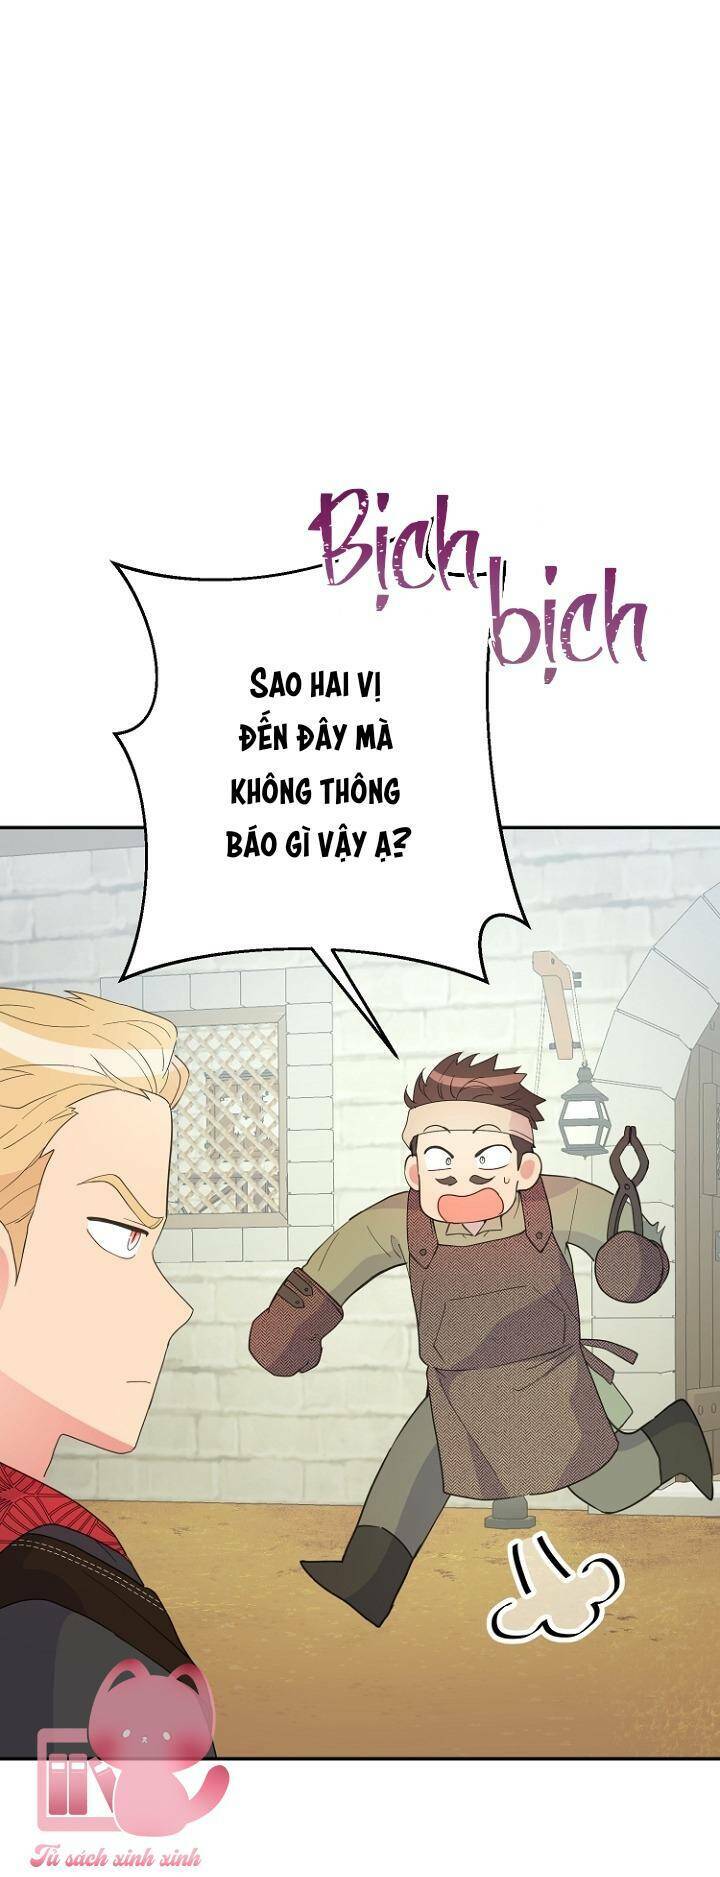 Bịch
bịch
SAO HAI VỊ
ĐẾN ĐÂY MÀ
KHÔNG THÔNG
BÁO GÌ VẬY Ạ?
Tủ sách xinh xinh